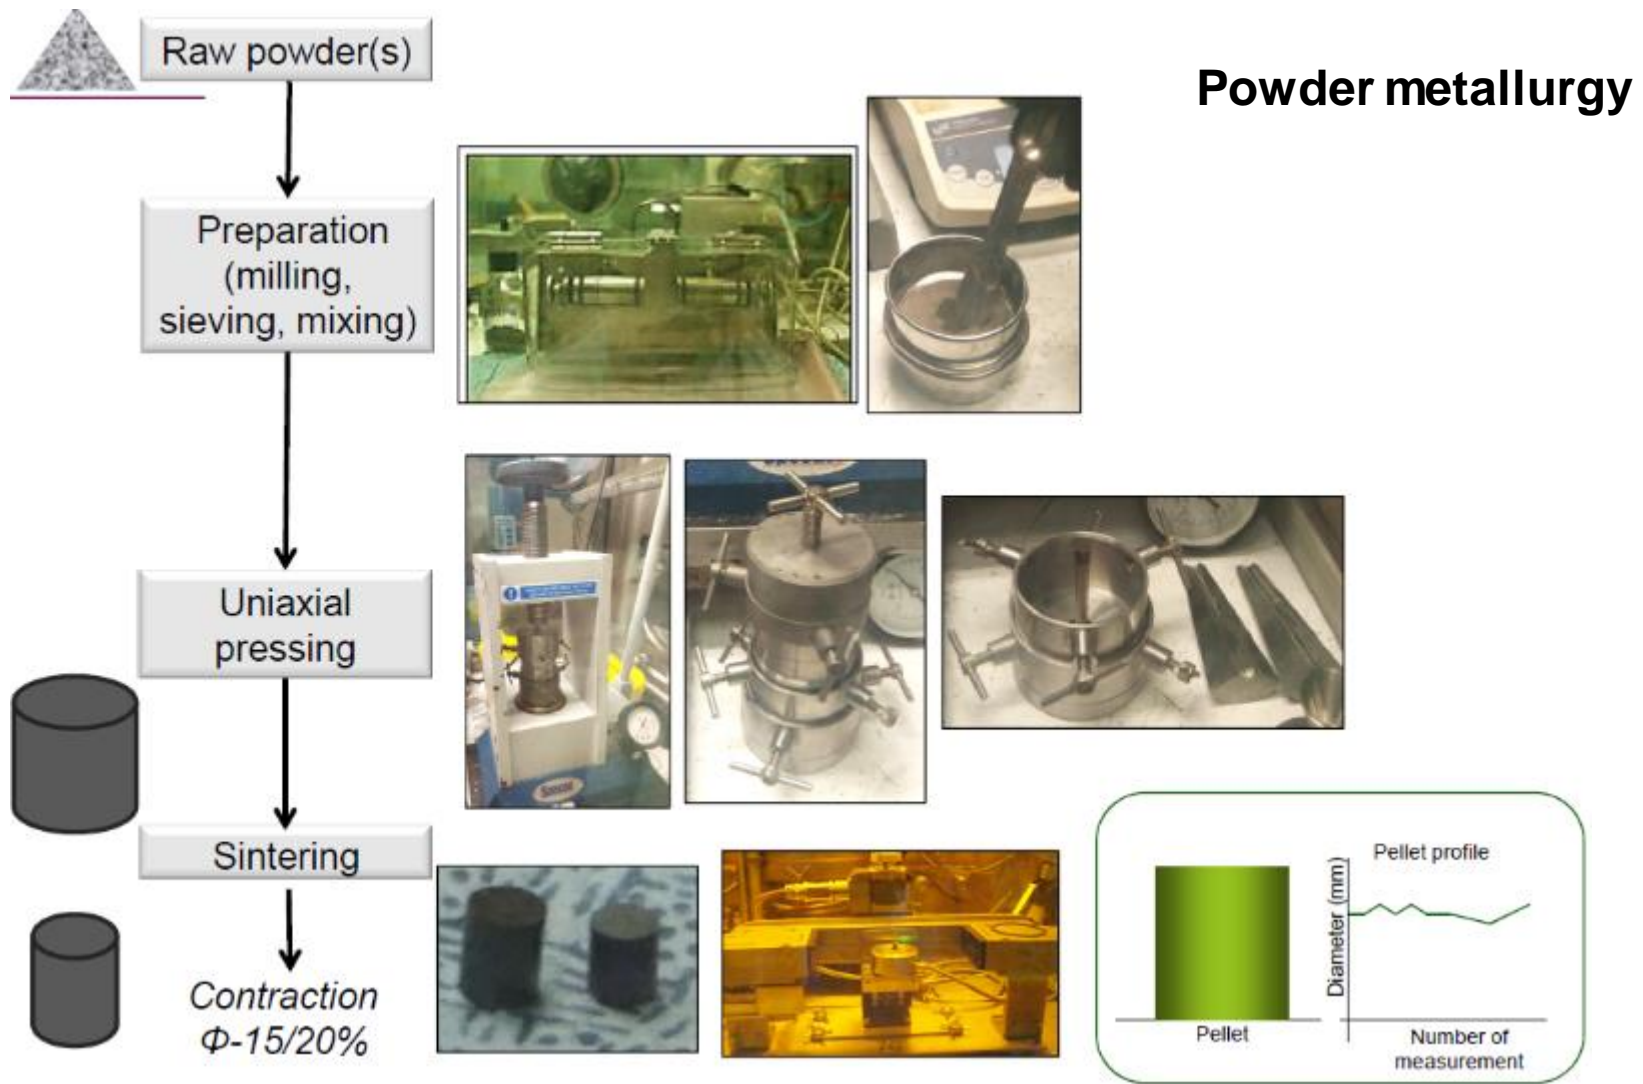 Powder metallurgy
Raw powder(s)
Preparation
(milling,
sieving, mixing)
Uniaxial
pressing
Sintering
Contraction
Φ-15/20%
Pellet
Pellet profile
Diameter (mm)
Number of
measurement